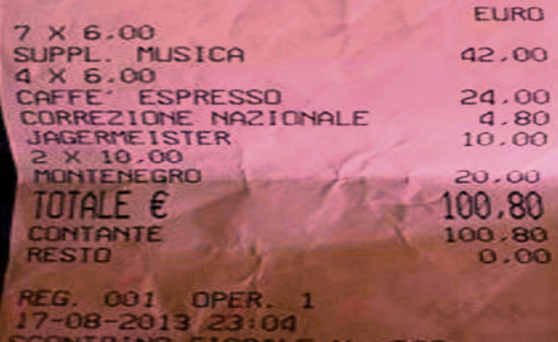 EURO
7 X 6.00
SUPPL. MUSICA 42.00
4 X 6.00
CAFFE' ESPRESSO 24.00
CORREZIONE NAZIONALE 4.80
JAGERMEISTER 10.00
2 X 10.00
MONTENEGRO 20.00
TOTALE € 100.80
CONTANTE 100.80
RESTO 0.00
REG. 001 OPER. 1
17-08-2013 23:04